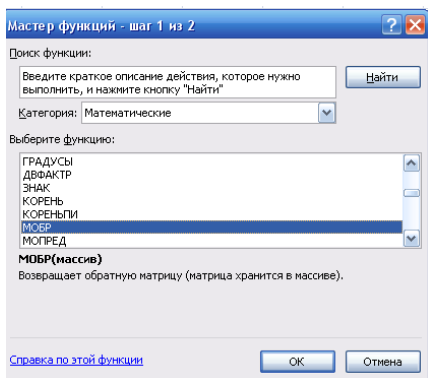 Мастер функций - шаг 1 из 2
Поиск функции:
Введите краткое описание действия, которое нужно
выполнить, и нажмите кнопку "Найти"
Найти
Категория: Математические
Выберите функцию:
ГРАДУСЫ
ДВФАКТР
ЗНАК
КОРЕНЬ
КОРЕНЬПИ
МОБР
МОПРЕД
МОБР(массив)
Возвращает обратную матрицу (матрица хранится в массиве).
Справка по этой функции
ОК
Отмена